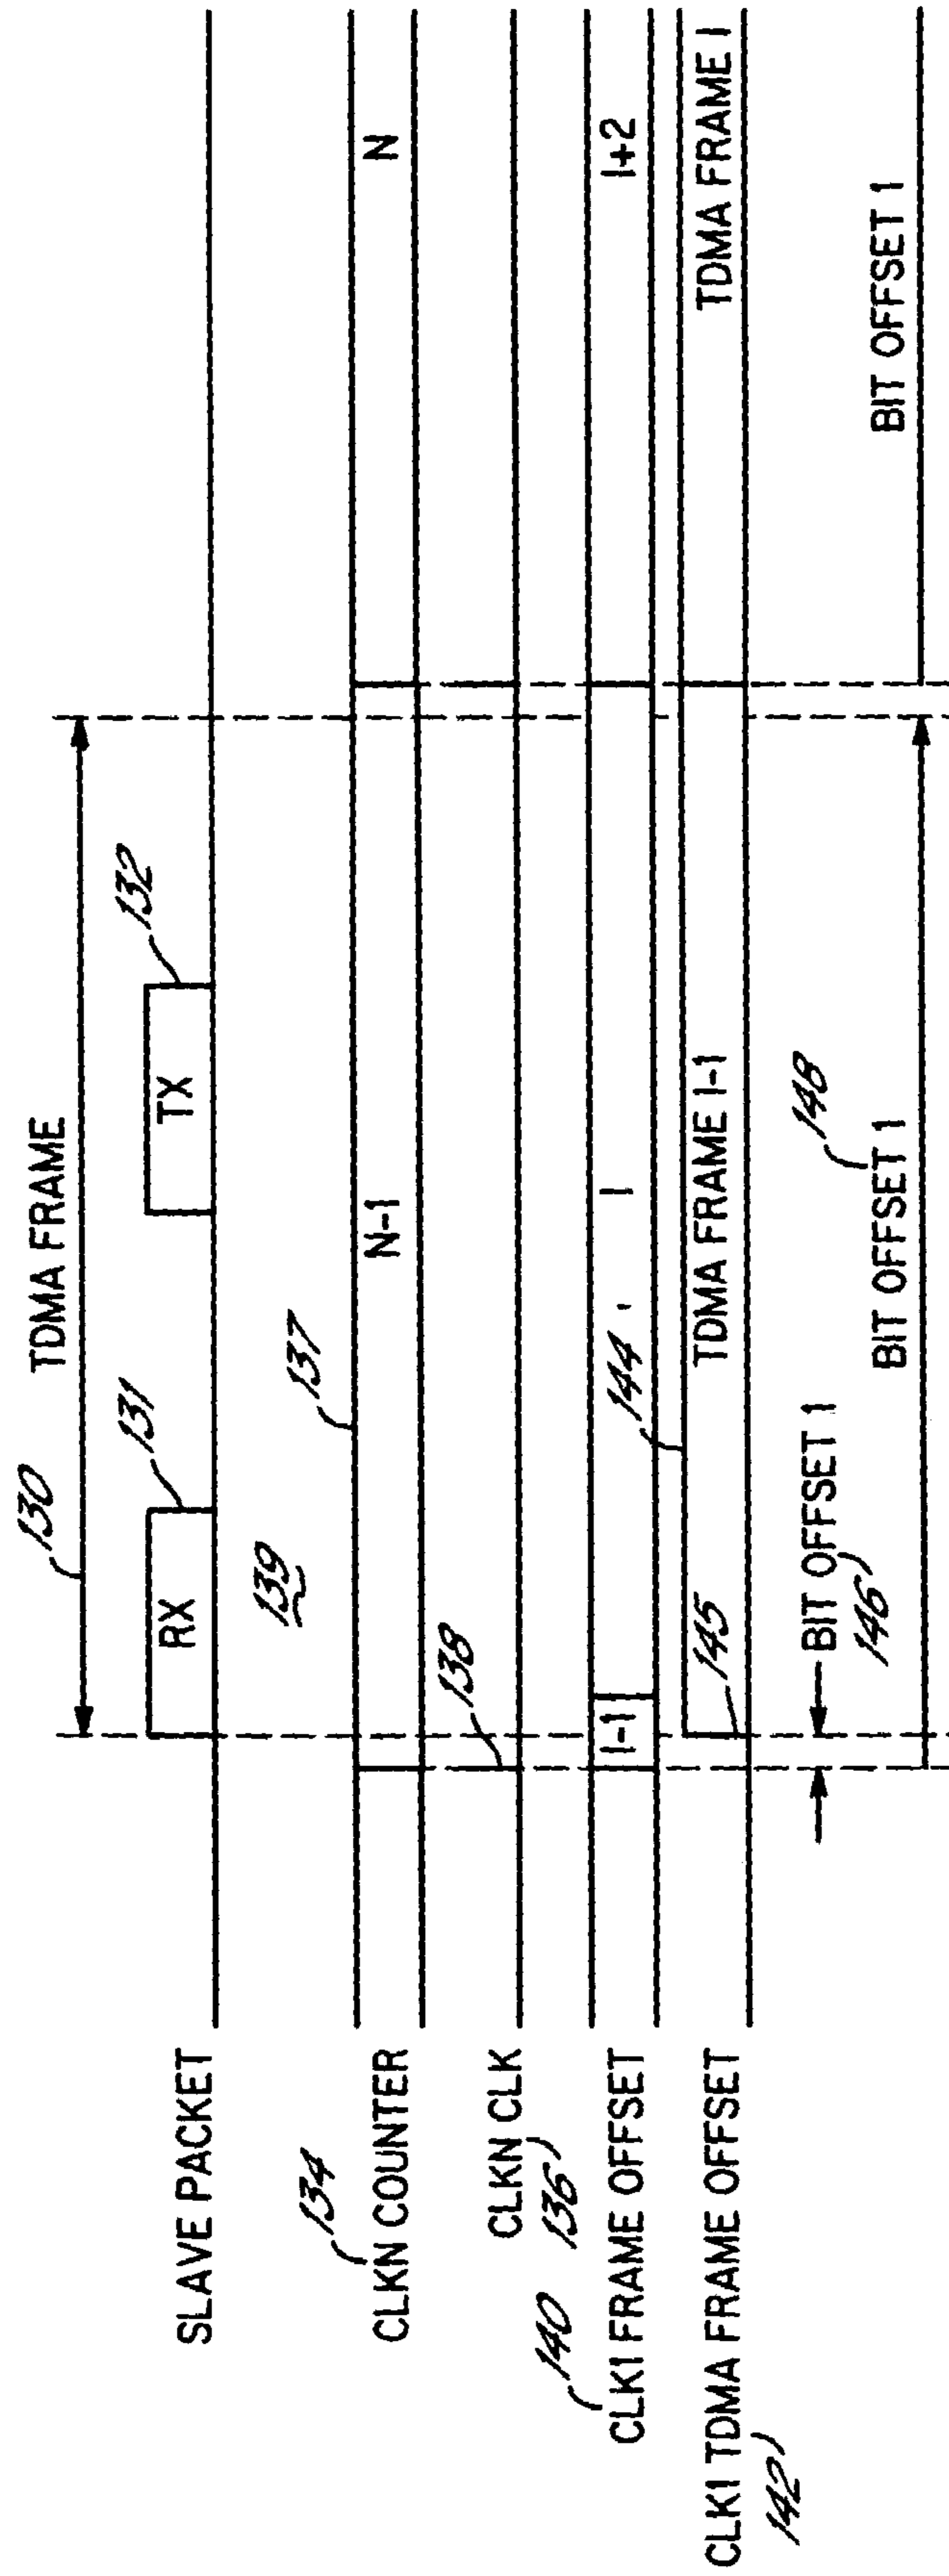 130
TDMA FRAME
131
132
SLAVE PACKET
RX
TX
139
137
134
CLKN COUNTER
N-1
N
138
CLKN CLK
136
140
CLK1 FRAME OFFSET
I-1
I
I+2
144
CLK1 TDMA FRAME OFFSET
142
TDMA FRAME I-1
TDMA FRAME I
145
BIT OFFSET 1
146
148
BIT OFFSET 1
BIT OFFSET 1